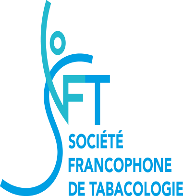 SFT
SOCIÉTÉ
FRANCOPHONE
DE TABACOLOGIE